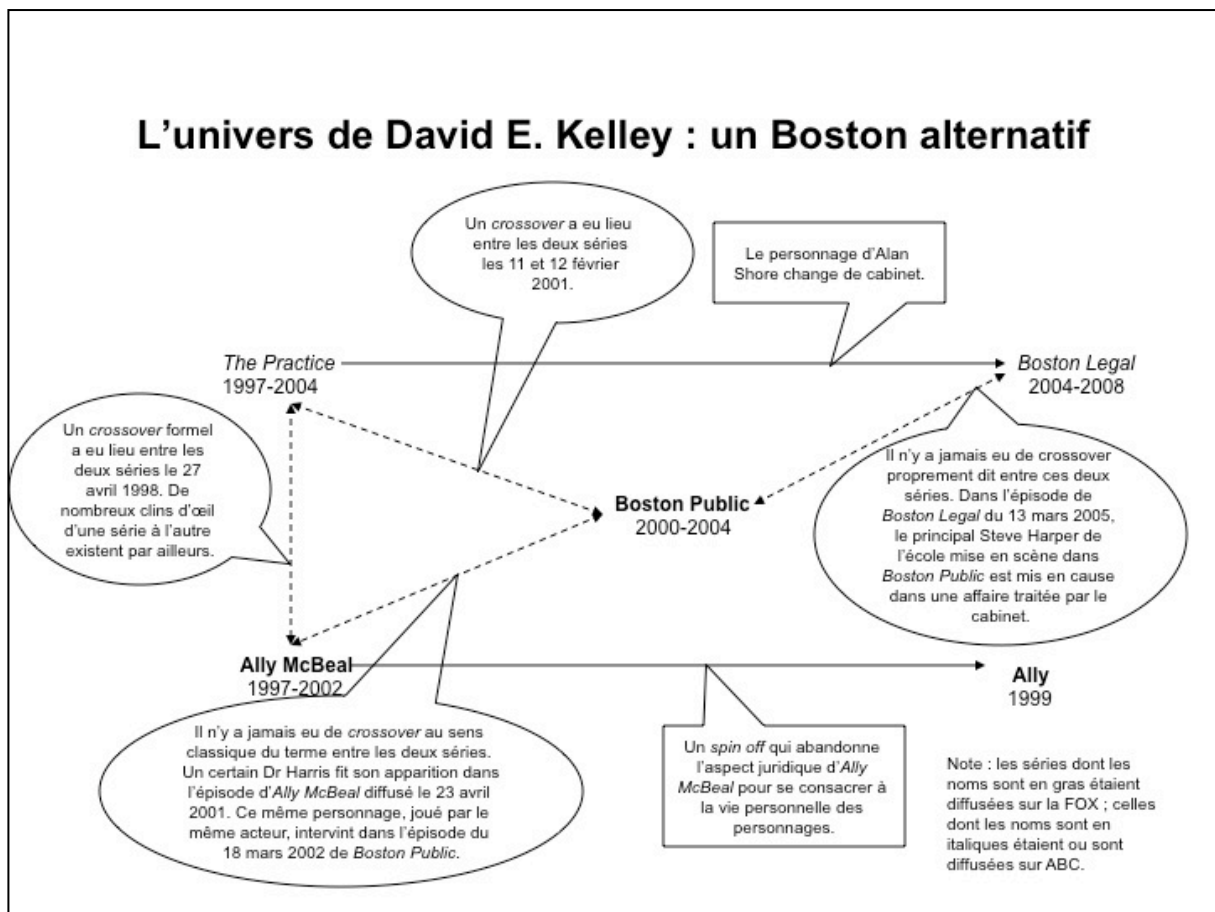 L'univers de David E. Kelley : un Boston alternatif
Un crossover a eu lieu
entre les deux séries
les 11 et 12 février
2001.
Le personnage d'Alan
Shore change de cabinet.
The Practice
1997-2004
Boston Legal
2004-2008
Un crossover formel
a eu lieu entre les
deux séries le 27
avril 1998. De
nombreux clins d'œil
d'une série à l'autre
existent par ailleurs.
Boston Public
2000-2004
Il n'y a jamais eu de crossover
proprement dit entre ces deux
séries. Dans l'épisode de
Boston Legal du 13 mars 2005,
le principal Steve Harper de
l'école mise en scène dans
Boston Public est mis en cause
dans une affaire traitée par le
cabinet.
Ally McBeal
1997-2002
Ally
1999
Il n'y a jamais eu de crossover au sens
classique du terme entre les deux séries.
Un certain Dr Harris fit son apparition dans
l'épisode d'Ally McBeal diffusé le 23 avril
2001. Ce même personnage, joué par le
même acteur, intervint dans l'épisode du
18 mars 2002 de Boston Public.
Un spin off qui abandonne
l'aspect juridique d'Ally
McBeal pour se consacrer à
la vie personnelle des
personnages.
Note : les séries dont les
noms sont en gras étaient
diffusées sur la FOX ; celles
dont les noms sont en
italiques étaient ou sont
diffusées sur ABC.